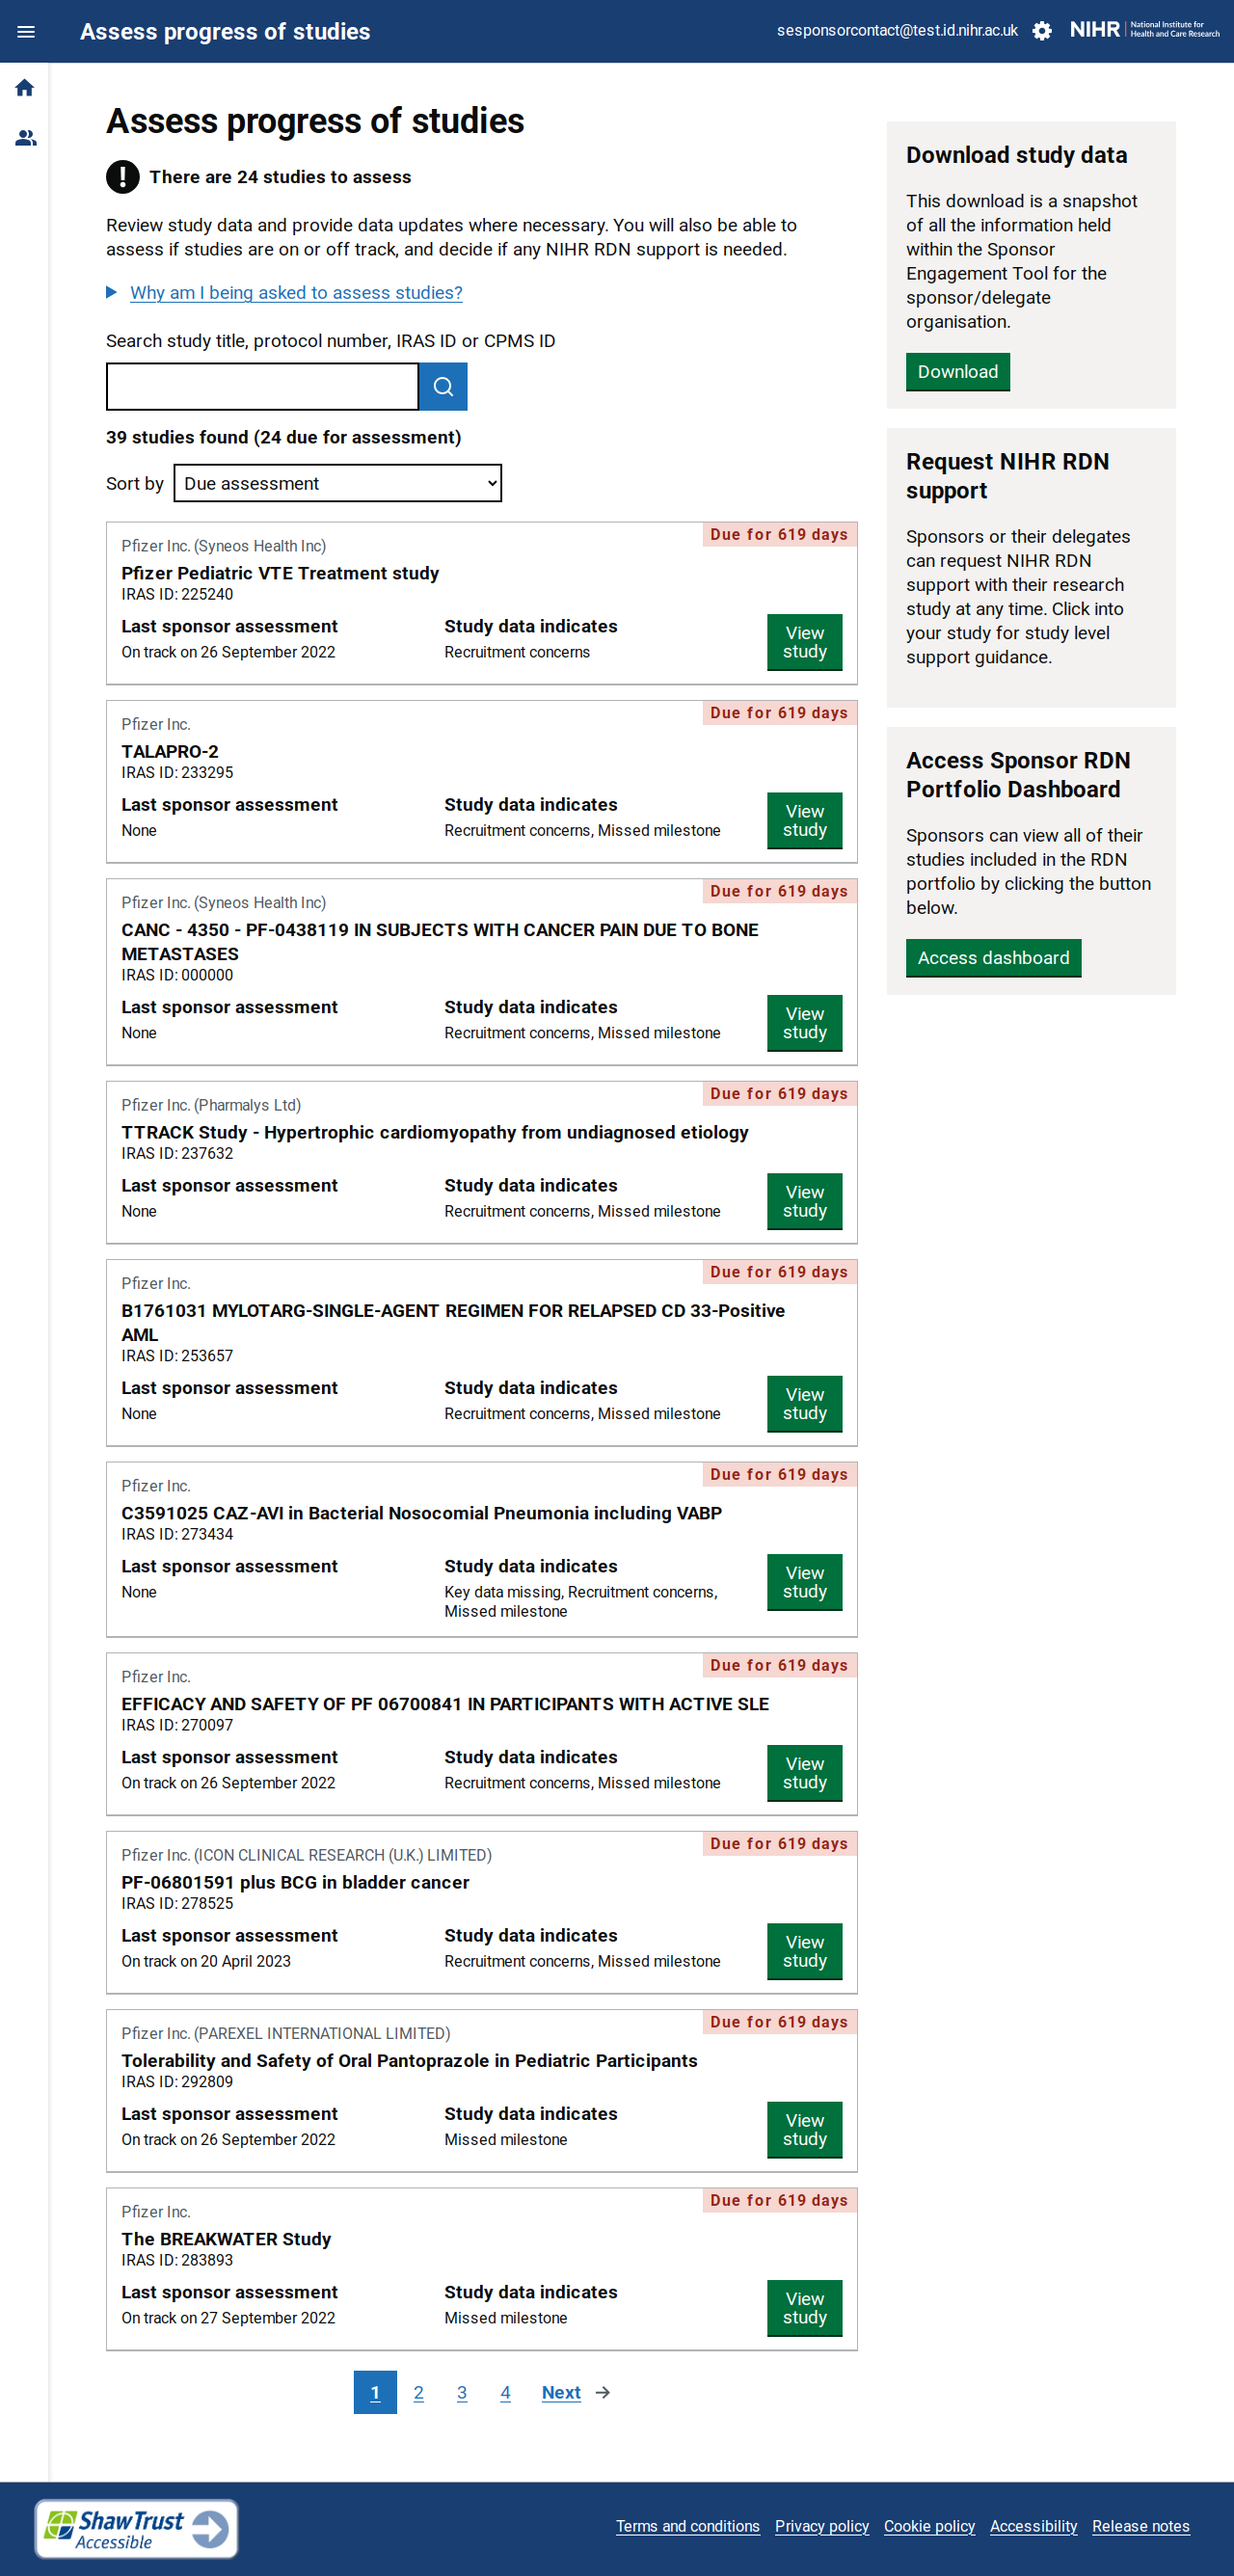 Assess progress of studies
sesponsorcontact@test.id.nihr.ac.uk
NIHR
National Institute for
Health and Care Research
Assess progress of studies
There are 24 studies to assess
Review study data and provide data updates where necessary. You will also be able to
assess if studies are on or off track, and decide if any NIHR RDN support is needed.
Why am I being asked to assess studies?
Search study title, protocol number, IRAS ID or CPMS ID
39 studies found (24 due for assessment)
Sort by
Due assessment
Due for 619 days
Pfizer Inc. (Syneos Health Inc)
Pfizer Pediatric VTE Treatment study
IRAS ID: 225240
Last sponsor assessment
On track on 26 September 2022
Study data indicates
Recruitment concerns
View
study
Due for 619 days
Pfizer Inc.
TALAPRO-2
IRAS ID: 233295
Last sponsor assessment
None
Study data indicates
Recruitment concerns, Missed milestone
View
study
Due for 619 days
Pfizer Inc. (Syneos Health Inc)
CANC - 4350 - PF-0438119 IN SUBJECTS WITH CANCER PAIN DUE TO BONE
METASTASES
IRAS ID: 000000
Last sponsor assessment
None
Study data indicates
Recruitment concerns, Missed milestone
View
study
Due for 619 days
Pfizer Inc. (Pharmalys Ltd)
TTRACK Study - Hypertrophic cardiomyopathy from undiagnosed etiology
IRAS ID: 237632
Last sponsor assessment
None
Study data indicates
Recruitment concerns, Missed milestone
View
study
Due for 619 days
Pfizer Inc.
B1761031 MYLOTARG-SINGLE-AGENT REGIMEN FOR RELAPSED CD 33-Positive
AML
IRAS ID: 253657
Last sponsor assessment
None
Study data indicates
Recruitment concerns, Missed milestone
View
study
Due for 619 days
Pfizer Inc.
C3591025 CAZ-AVI in Bacterial Nosocomial Pneumonia including VABP
IRAS ID: 273434
Last sponsor assessment
None
Study data indicates
Key data missing, Recruitment concerns,
Missed milestone
View
study
Due for 619 days
Pfizer Inc.
EFFICACY AND SAFETY OF PF 06700841 IN PARTICIPANTS WITH ACTIVE SLE
IRAS ID: 270097
Last sponsor assessment
On track on 26 September 2022
Study data indicates
Recruitment concerns, Missed milestone
View
study
Due for 619 days
Pfizer Inc. (ICON CLINICAL RESEARCH (U.K.) LIMITED)
PF-06801591 plus BCG in bladder cancer
IRAS ID: 278525
Last sponsor assessment
On track on 20 April 2023
Study data indicates
Recruitment concerns, Missed milestone
View
study
Due for 619 days
Pfizer Inc. (PAREXEL INTERNATIONAL LIMITED)
Tolerability and Safety of Oral Pantoprazole in Pediatric Participants
IRAS ID: 292809
Last sponsor assessment
On track on 26 September 2022
Study data indicates
Missed milestone
View
study
Due for 619 days
Pfizer Inc.
The BREAKWATER Study
IRAS ID: 283893
Last sponsor assessment
On track on 27 September 2022
Study data indicates
Missed milestone
View
study
1 2 3 4 Next
Download study data
This download is a snapshot
of all the information held
within the Sponsor
Engagement Tool for the
sponsor/delegate
organisation.
Download
Request NIHR RDN
support
Sponsors or their delegates
can request NIHR RDN
support with their research
study at any time. Click into
your study for study level
support guidance.
Access Sponsor RDN
Portfolio Dashboard
Sponsors can view all of their
studies included in the RDN
portfolio by clicking the button
below.
Access dashboard
ShawTrust
Accessible
Terms and conditions Privacy policy Cookie policy Accessibility Release notes